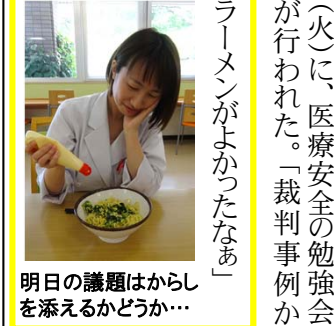 (火)に、医療安全の勉強会
が行われた。「裁判事例か
ラーメンがよかったなぁ」
明日の議題はからし
を添えるかどうか…